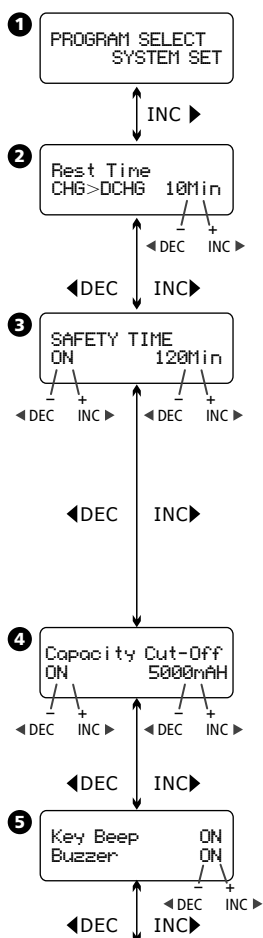 1
PROGRAM SELECT
SYSTEM SET
INC ▶
2
Rest Time
CHG>DCHG 10Min
− +
◀ DEC INC ▶
◀DEC INC▶
3
SAFETY TIME
ON 120Min
− + − +
◀ DEC INC ▶ ◀ DEC INC ▶
◀DEC INC▶
4
Capacity Cut-Off
ON 5000mAH
− + − +
◀ DEC INC ▶ ◀ DEC INC ▶
◀DEC INC▶
5
Key Beep ON
Buzzer ON
− +
◀ DEC INC ▶
◀DEC INC▶